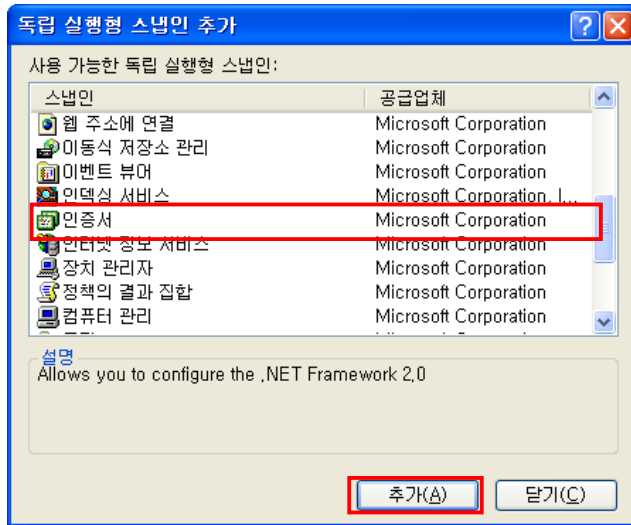 독립 실행형 스냅인 추가
사용 가능한 독립 실행형 스냅인:
스냅인 공급업체
웹 주소에 연결 Microsoft Corporation
이동식 저장소 관리 Microsoft Corporation
이벤트 뷰어 Microsoft Corporation
인덱싱 서비스 Microsoft Corporation, I...
인증서 Microsoft Corporation
인터넷 정보 서비스 Microsoft Corporation
장치 관리자 Microsoft Corporation
정책의 결과 집합 Microsoft Corporation
컴퓨터 관리 Microsoft Corporation
설명
Allows you to configure the .NET Framework 2.0
추가(A) 닫기(C)